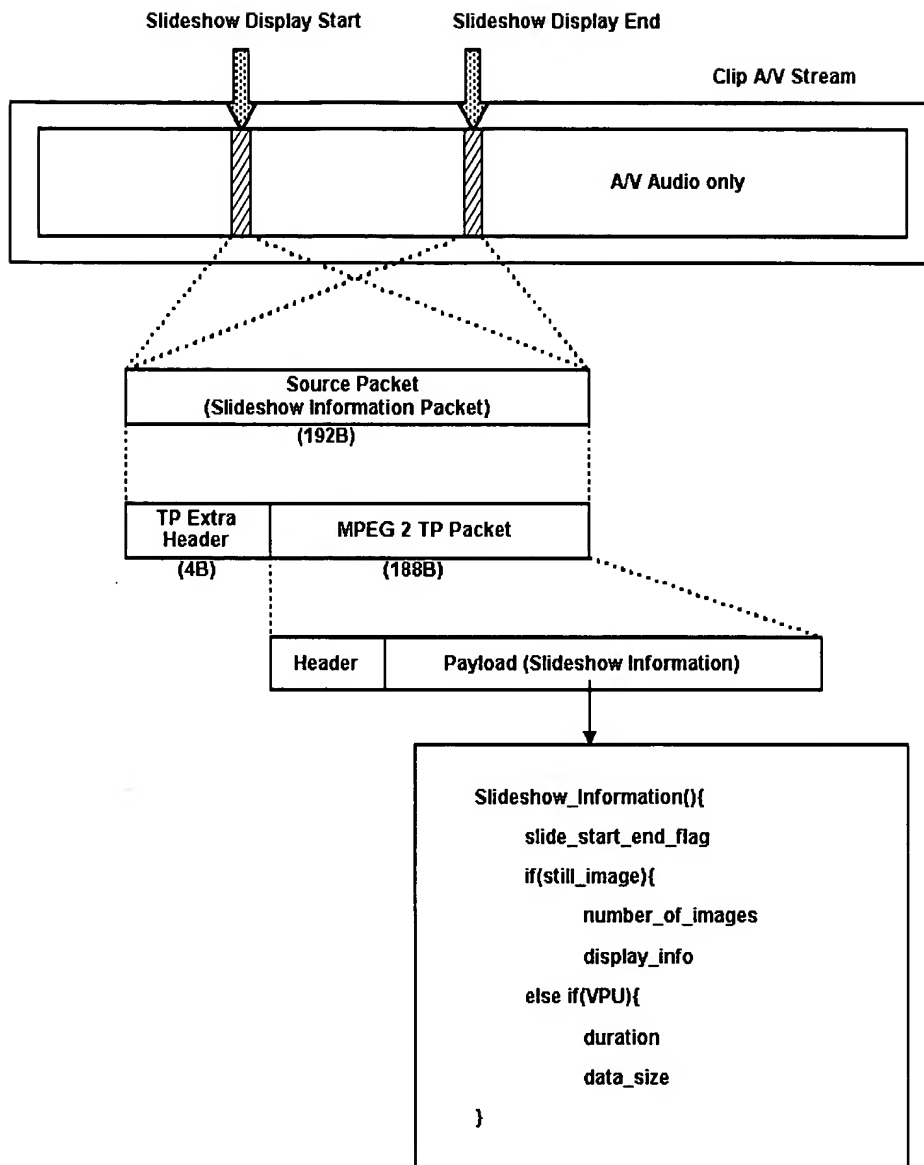 Slideshow Display Start
Slideshow Display End
Clip A/V Stream
A/V Audio only
Source Packet
(Slideshow Information Packet)
(192B)
TP Extra
Header
MPEG 2 TP Packet
(4B)
(188B)
Header
Payload (Slideshow Information)
Slideshow_Information(){
slide_start_end_flag
if(still_image){
number_of_images
display_info
else if(VPU){
duration
data_size
}